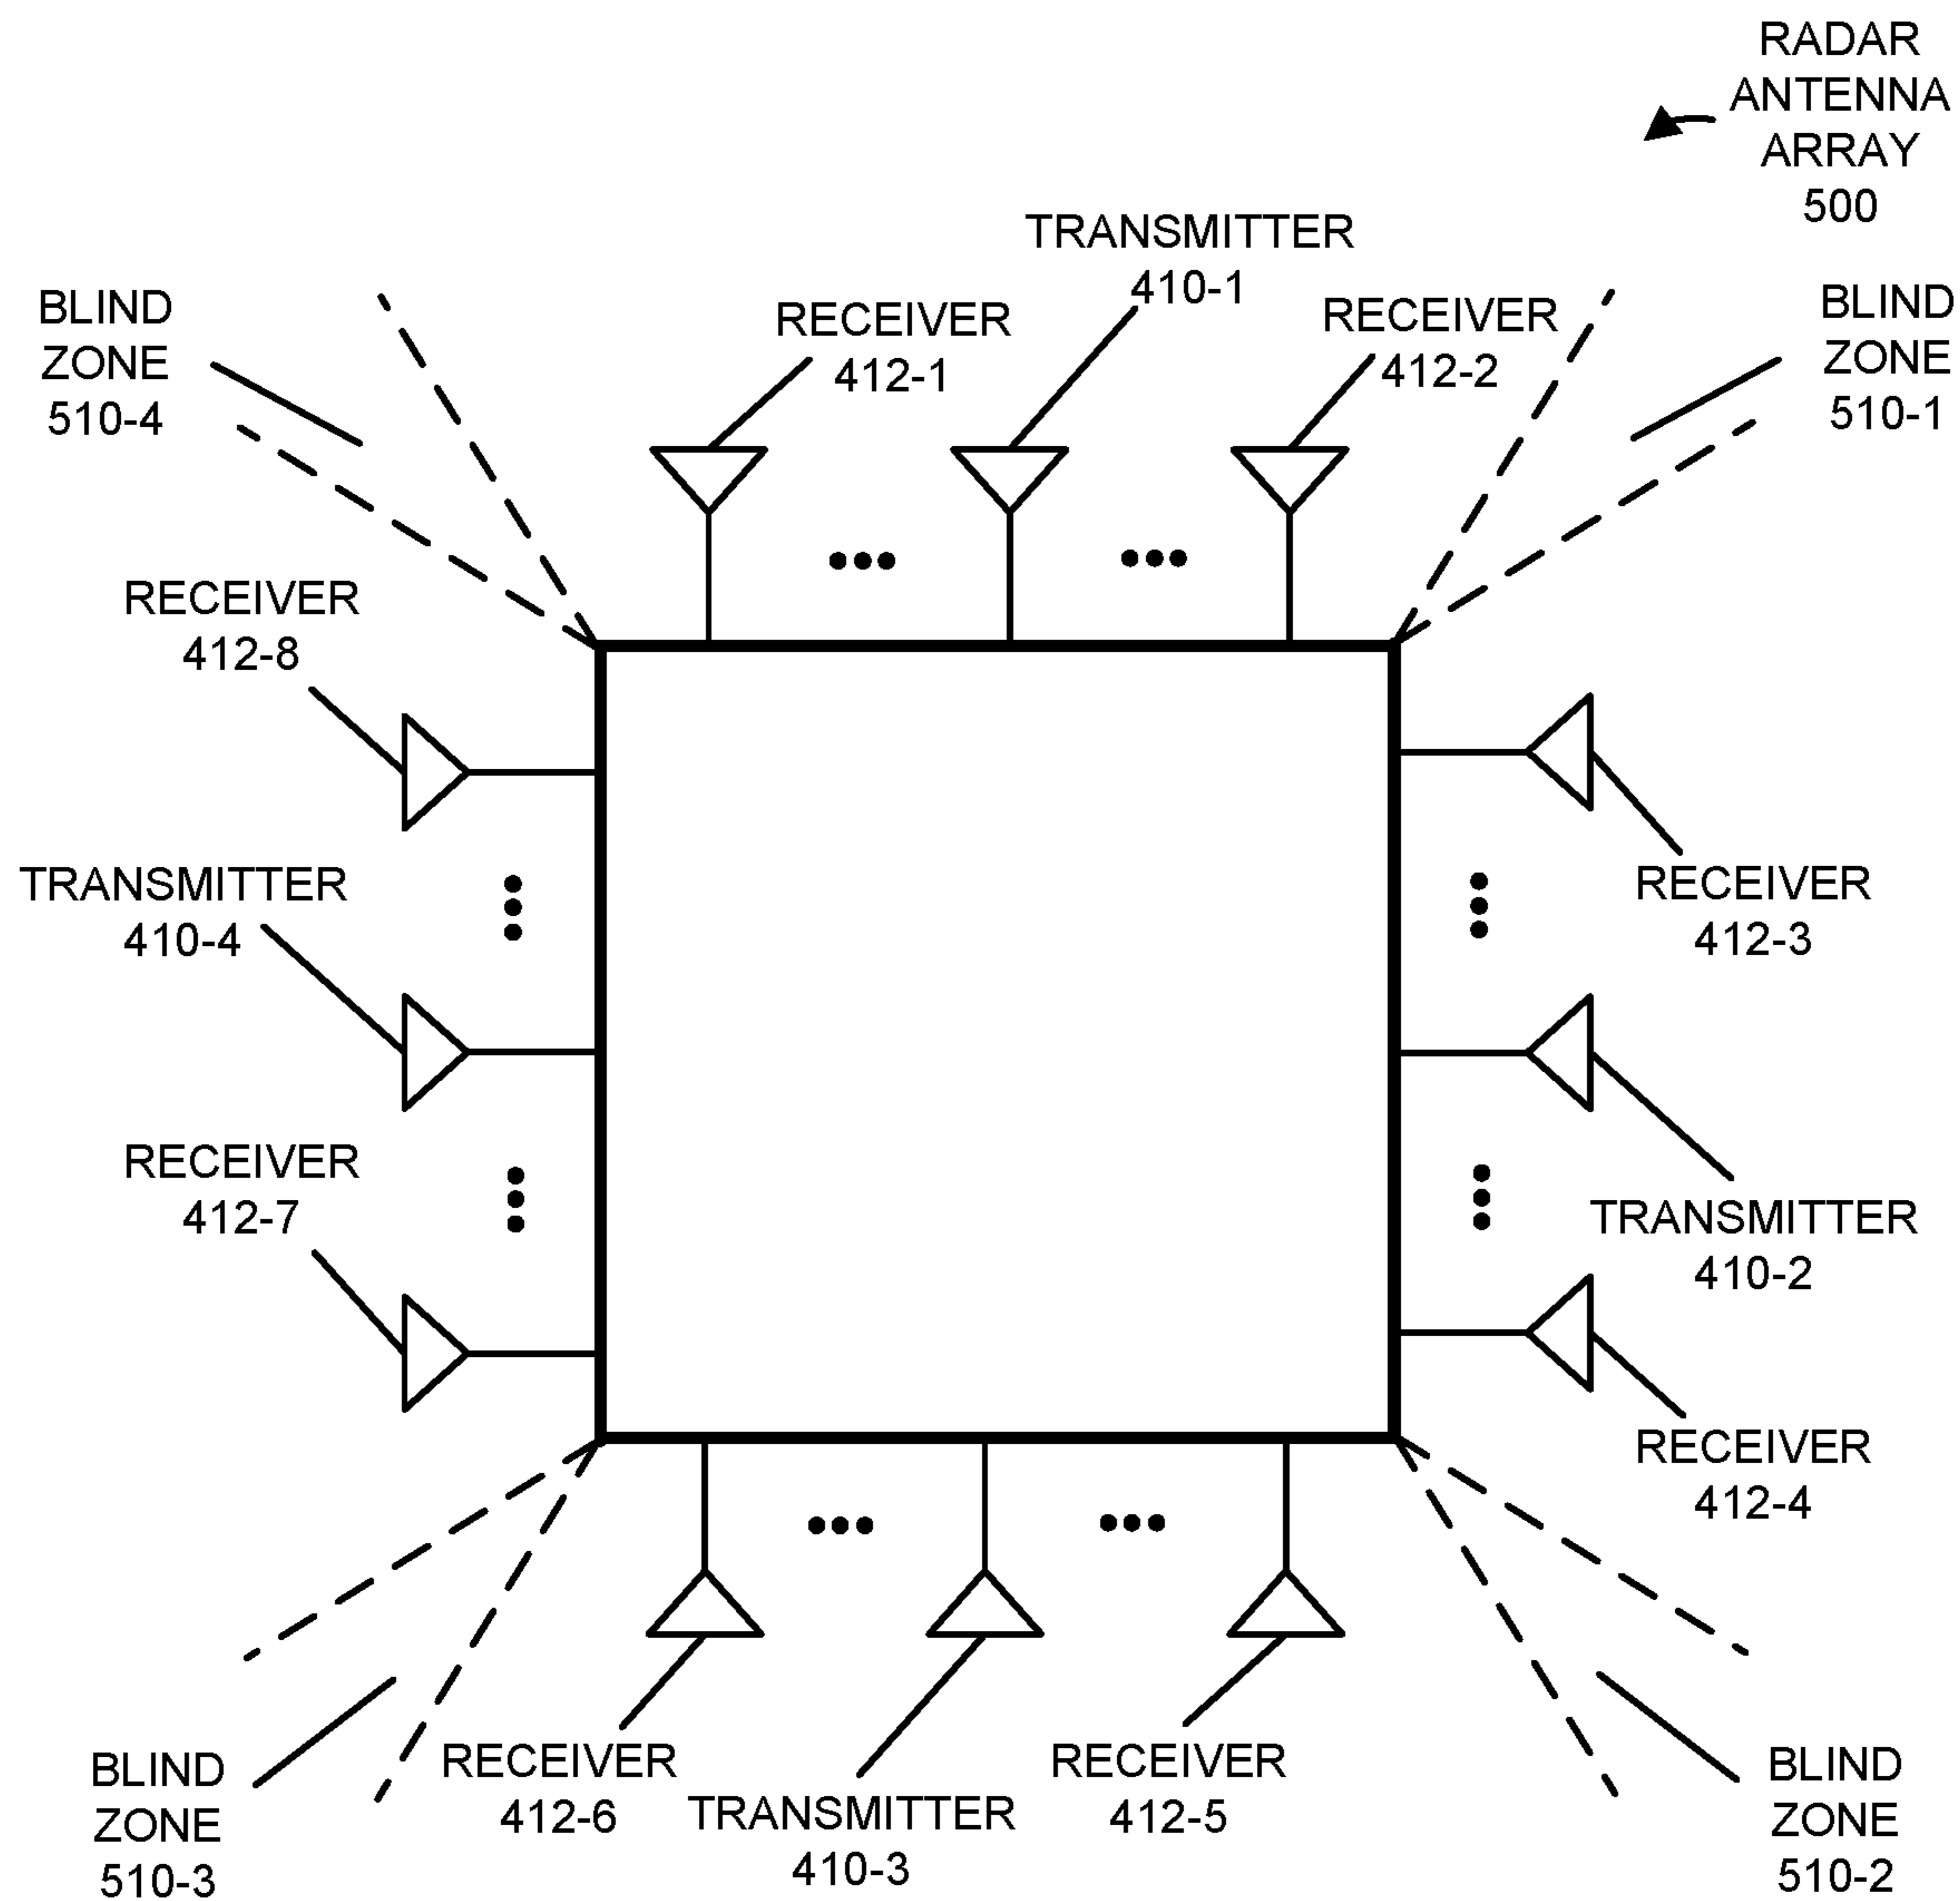 RADAR
ANTENNA
ARRAY
500
TRANSMITTER
410-1
RECEIVER
412-1
RECEIVER
412-2
BLIND
ZONE
510-4
BLIND
ZONE
510-1
RECEIVER
412-8
TRANSMITTER
410-4
RECEIVER
412-3
RECEIVER
412-7
TRANSMITTER
410-2
RECEIVER
412-4
BLIND
ZONE
510-3
RECEIVER
412-6
TRANSMITTER
410-3
RECEIVER
412-5
BLIND
ZONE
510-2